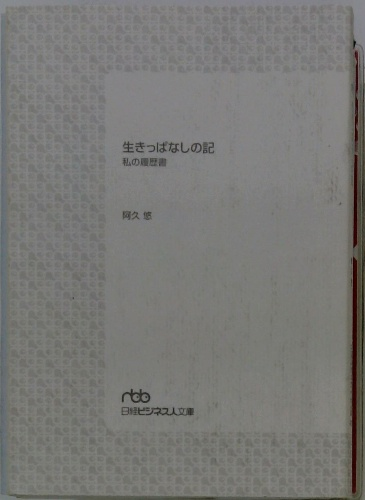 生きっぱなしの記
私の履歴書
阿久 悠
nbb
日経ビジネス人文庫